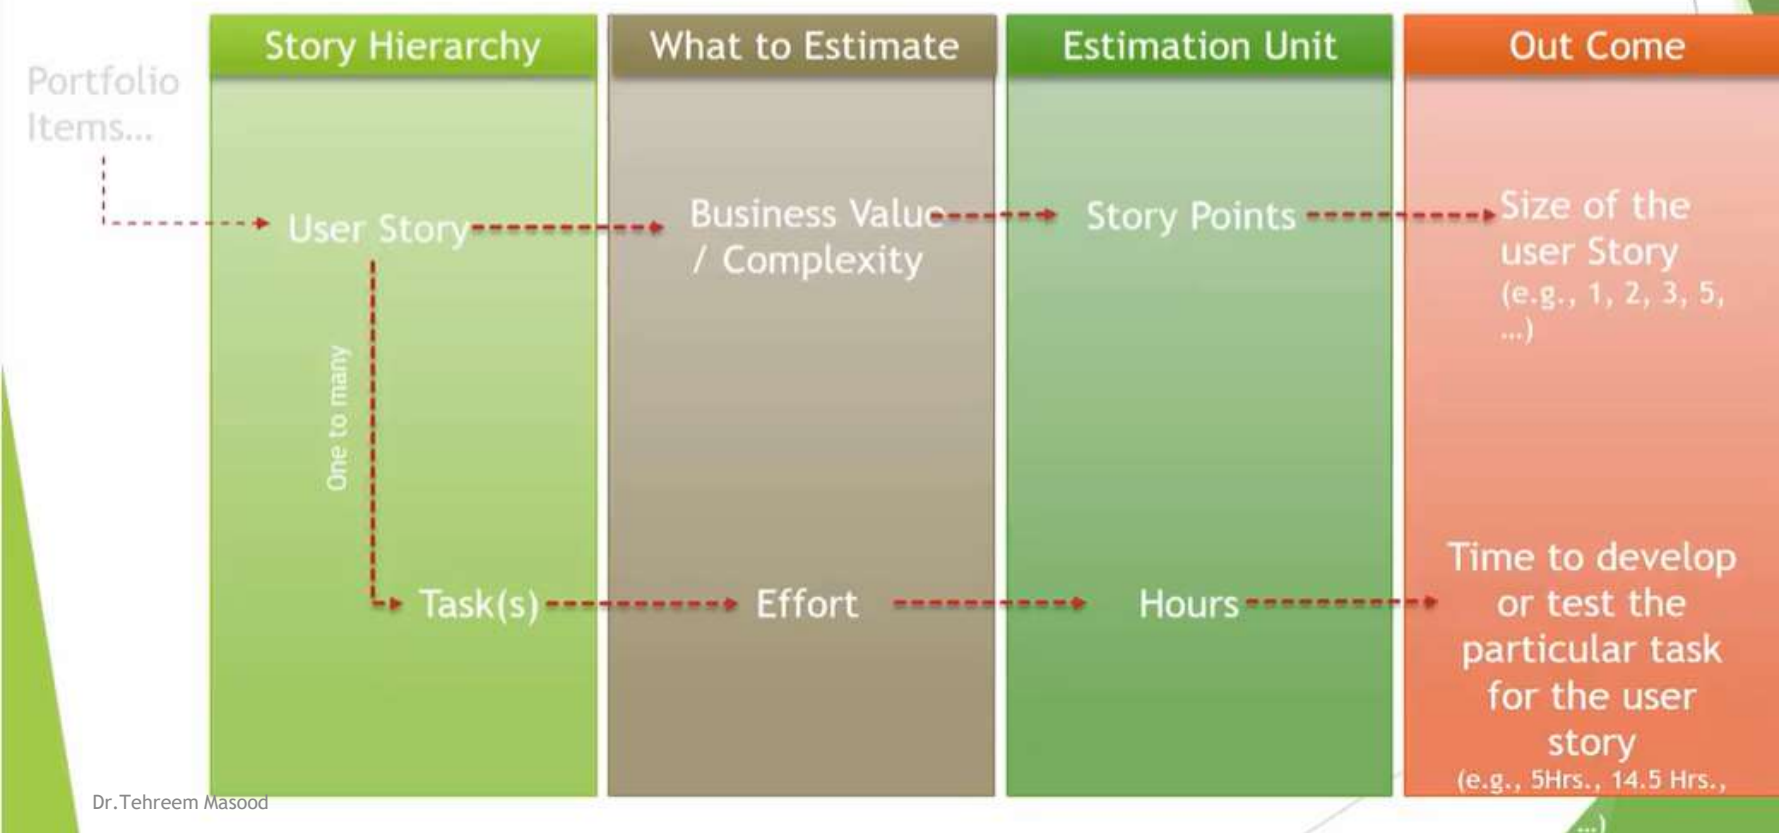 Story Hierarchy
What to Estimate
Estimation Unit
Out Come
Portfolio
Items...
User Story
Business Value
/ Complexity
Story Points
Size of the
user Story
(e.g., 1, 2, 3, 5,
...)
One to many
Task(s)
Effort
Hours
Time to develop
or test the
particular task
for the user
story
(e.g., 5Hrs., 14.5 Hrs.,
...)
Dr.Tehreem Masood